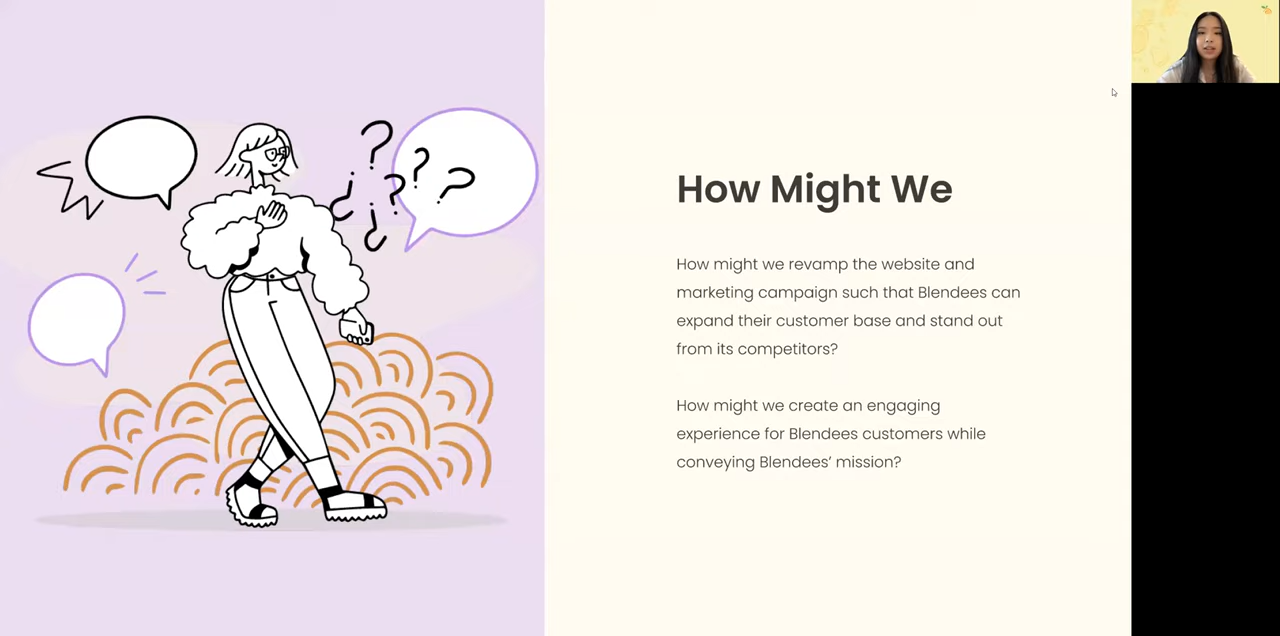 How Might We
How might we revamp the website and
marketing campaign such that Blendees can
expand their customer base and stand out
from its competitors?
How might we create an engaging
experience for Blendees customers while
conveying Blendees’ mission?